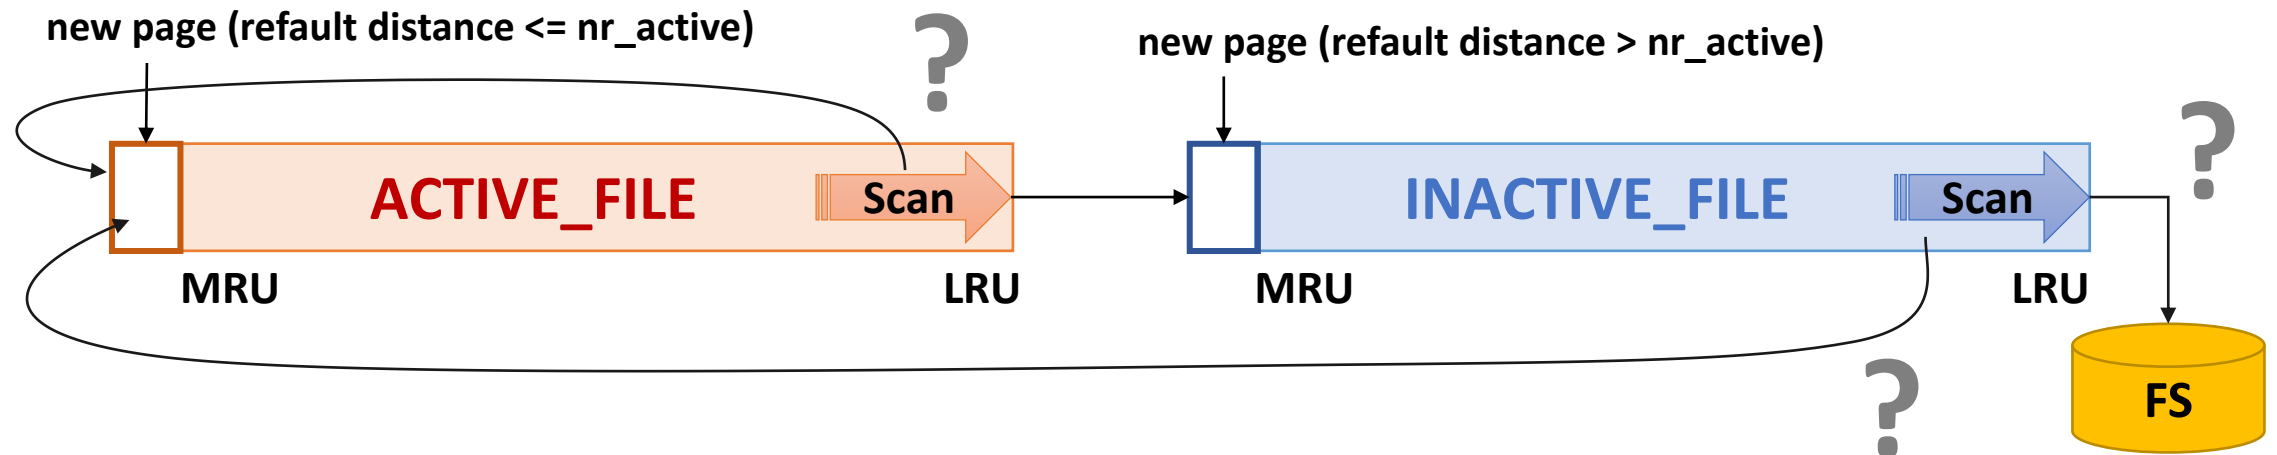 new page (refault distance <= nr_active)
?
new page (refault distance > nr_active)
?
ACTIVE_FILE
Scan
INACTIVE_FILE
Scan
MRU
LRU
MRU
LRU
?
FS